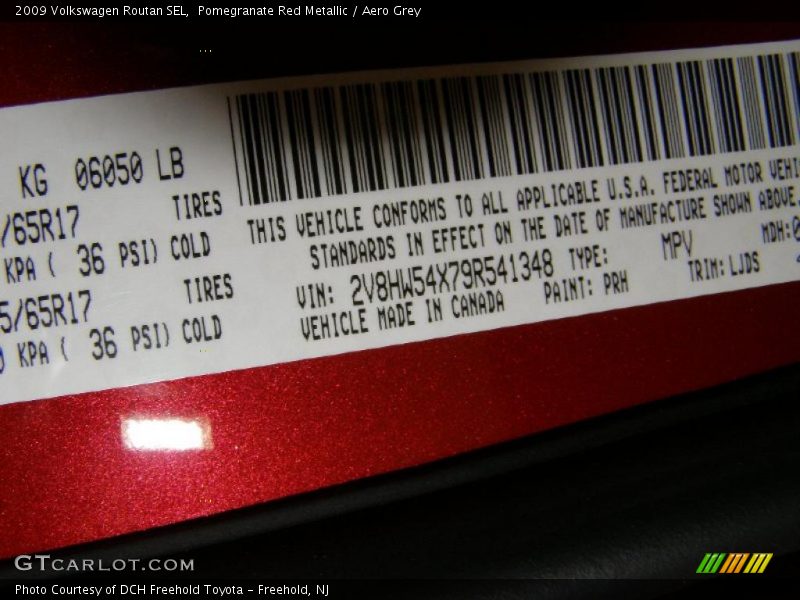 2009 Volkswagen Routan SEL,  Pomegranate Red Metallic / Aero Grey
...
KG 06050 LB
/65R17 TIRES
KPA ( 36 PSI) COLD
5/65R17 TIRES
0 KPA ( 36 PSI) COLD
THIS VEHICLE CONFORMS TO ALL APPLICABLE U.S.A. FEDERAL MOTOR VEHI
STANDARDS IN EFFECT ON THE DATE OF MANUFACTURE SHOWN ABOVE.
VIN: 2V8HW54X79R541348 TYPE: MPV MDH:0
VEHICLE MADE IN CANADA PAINT: PRH TRIM: LJDS
GTCARLOT.COM
Photo Courtesy of DCH Freehold Toyota - Freehold, NJ